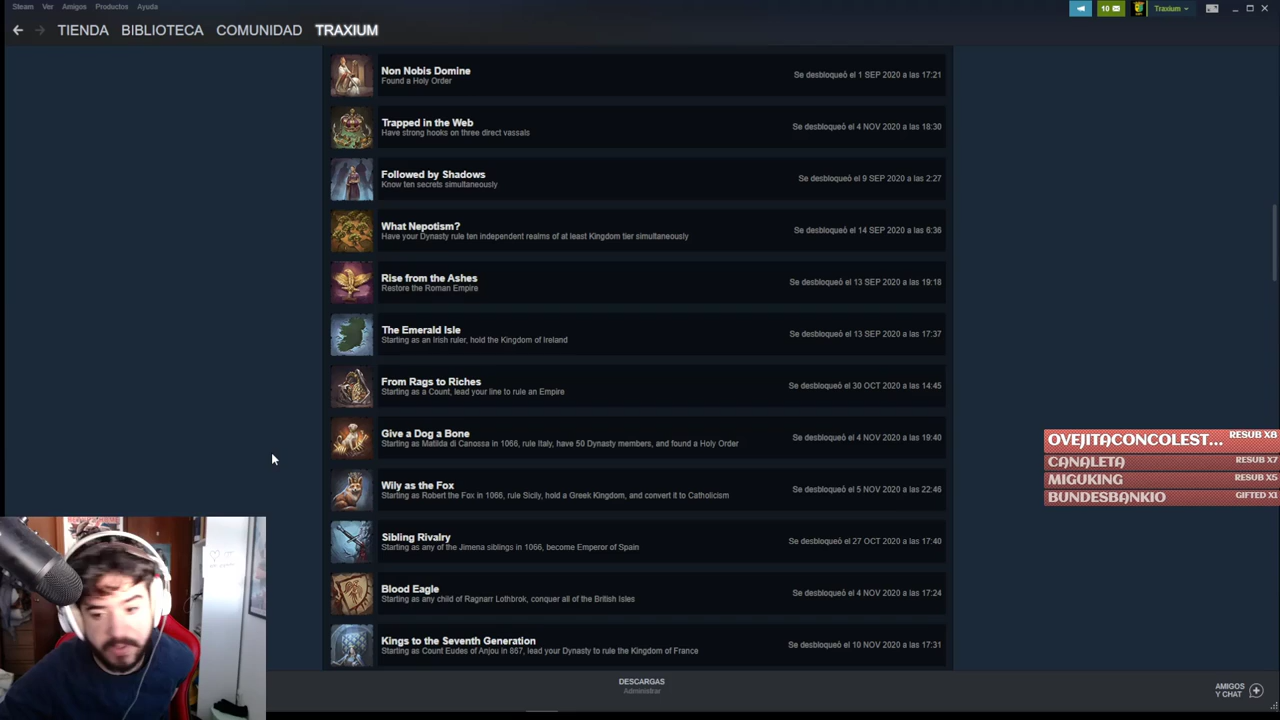 Steam Ver Amigos Productos Ayuda
10 Traxium
TIENDA BIBLIOTECA COMUNIDAD TRAXIUM
Non Nobis Domine
Found a Holy Order
Se desbloqueó el 1 SEP 2020 a las 17:21
Trapped in the Web
Have strong hooks on three direct vassals
Se desbloqueó el 4 NOV 2020 a las 18:30
Followed by Shadows
Know ten secrets simultaneously
Se desbloqueó el 9 SEP 2020 a las 2:27
What Nepotism?
Have your Dynasty rule ten independent realms of at least Kingdom tier simultaneously
Se desbloqueó el 14 SEP 2020 a las 6:36
Rise from the Ashes
Restore the Roman Empire
Se desbloqueó el 13 SEP 2020 a las 19:18
The Emerald Isle
Starting as an Irish ruler, hold the Kingdom of Ireland
Se desbloqueó el 13 SEP 2020 a las 17:37
From Rags to Riches
Starting as a Count, lead your line to rule an Empire
Se desbloqueó el 30 OCT 2020 a las 14:45
Give a Dog a Bone
Starting as Matilda di Canossa in 1066, rule Italy, have 50 Dynasty members, and found a Holy Order
Se desbloqueó el 4 NOV 2020 a las 19:40
Wily as the Fox
Starting as Robert the Fox in 1066, rule Sicily, hold a Greek Kingdom, and convert it to Catholicism
Se desbloqueó el 5 NOV 2020 a las 22:46
Sibling Rivalry
Starting as any of the Jimena siblings in 1066, become Emperor of Spain
Se desbloqueó el 27 OCT 2020 a las 17:40
Blood Eagle
Starting as any child of Ragnarr Lothbrok, conquer all of the British Isles
Se desbloqueó el 4 NOV 2020 a las 17:24
Kings to the Seventh Generation
Starting as Count Eudes of Anjou in 867, lead your Dynasty to rule the Kingdom of France
Se desbloqueó el 10 NOV 2020 a las 17:31
OVEJITACONCOLEST... RESUB X8
CANALETA RESUB X7
MIGUKING RESUB X5
BUNDESBANKIO GIFTED X1
DESCARGAS
Administrar
AMIGOS
Y CHAT